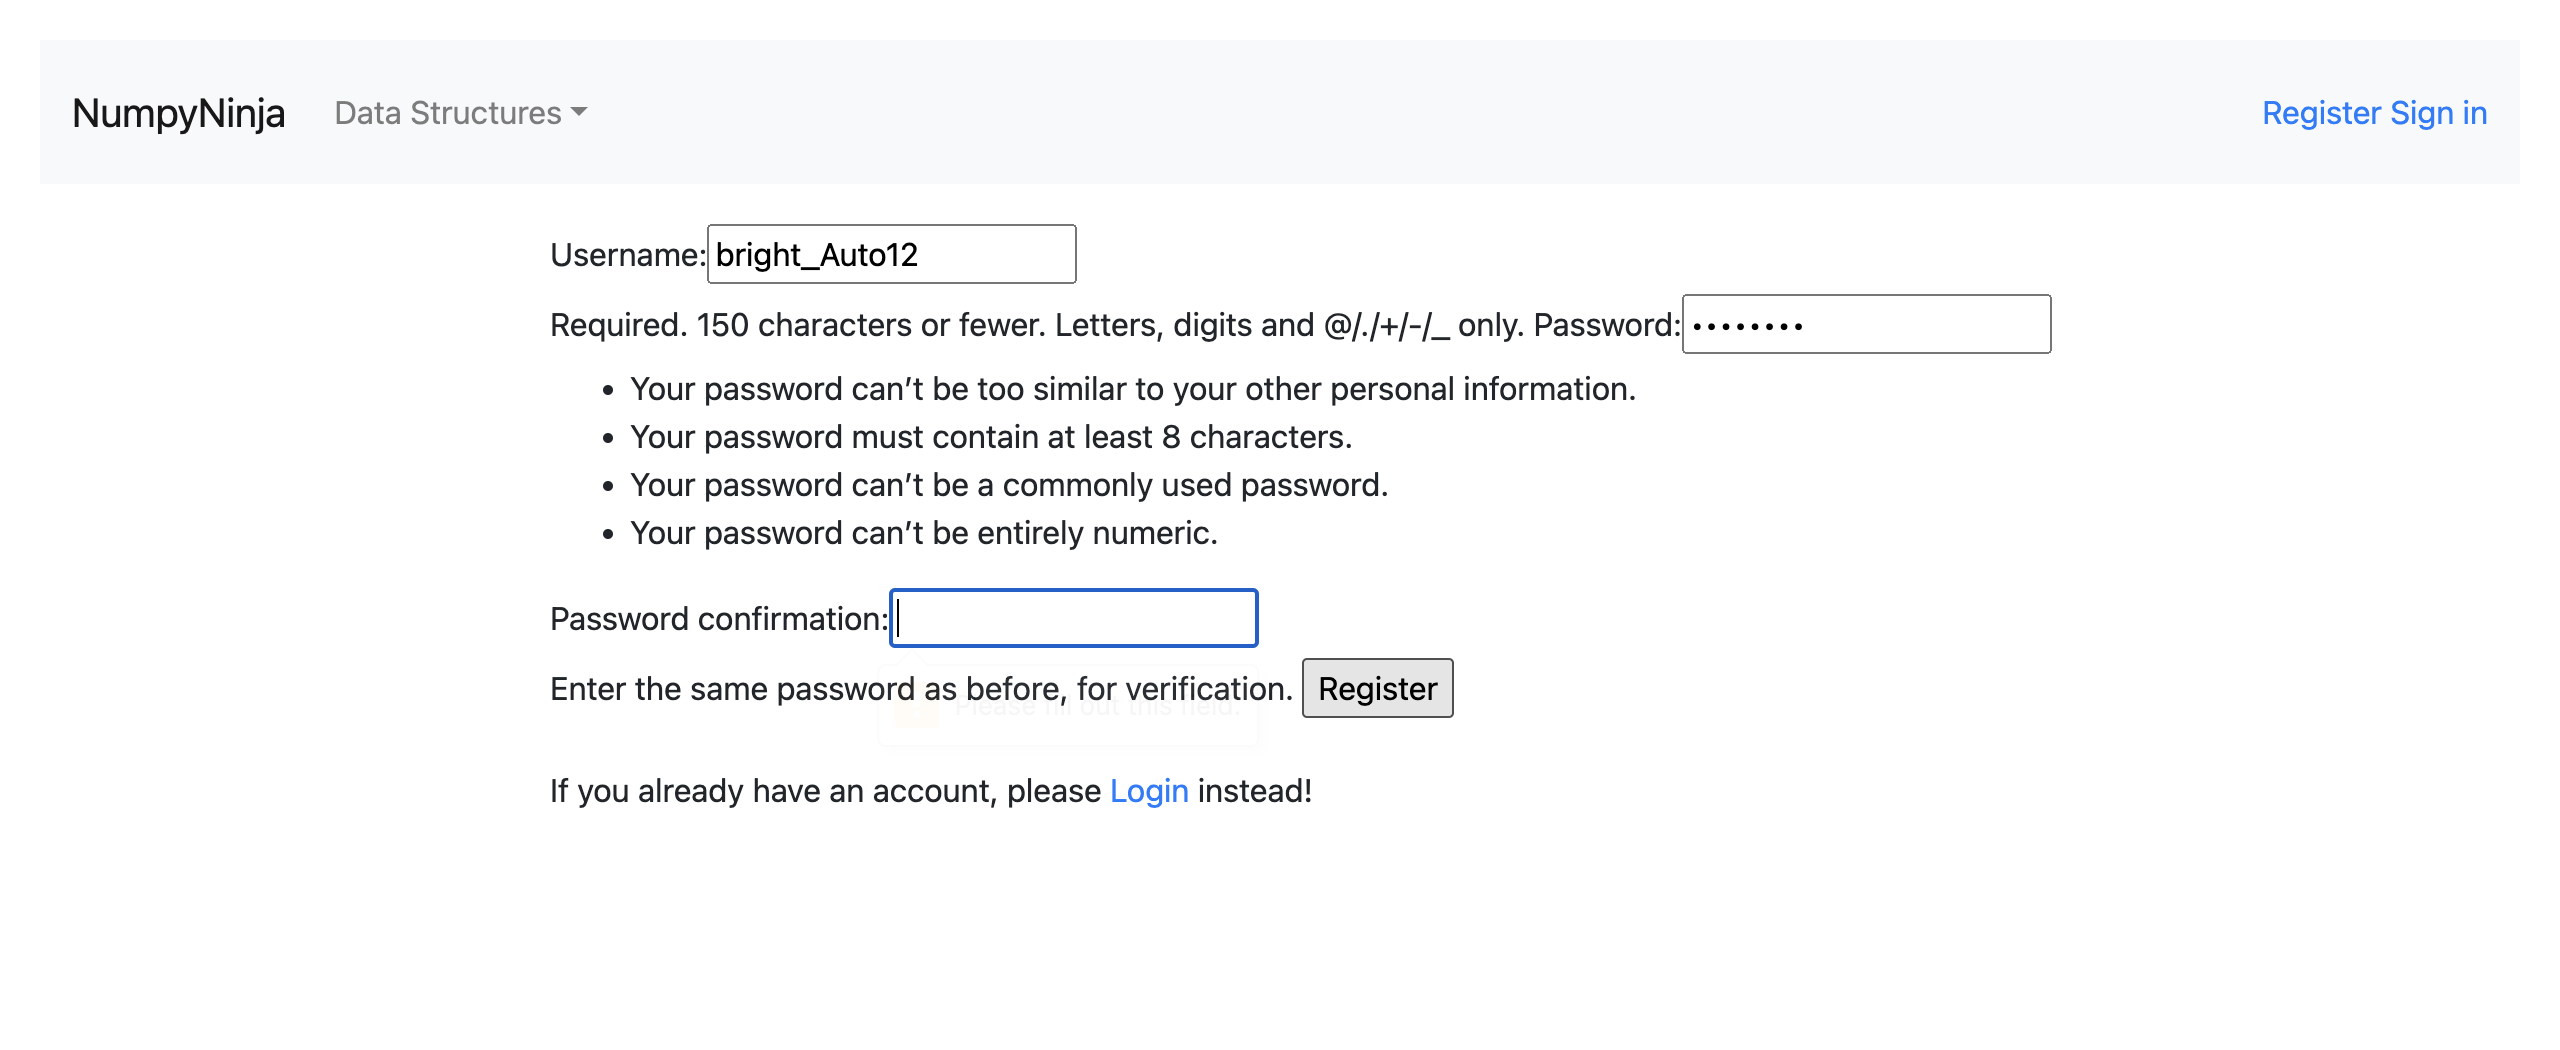 NumpyNinja Data Structures Register Sign in
Username: bright_Auto12
Required. 150 characters or fewer. Letters, digits and @/./+/-/_ only. Password: ••••••••
• Your password can’t be too similar to your other personal information.
• Your password must contain at least 8 characters.
• Your password can’t be a commonly used password.
• Your password can’t be entirely numeric.
Password confirmation:
Enter the same password as before, for verification. Register
Please fill out this field.
If you already have an account, please Login instead!